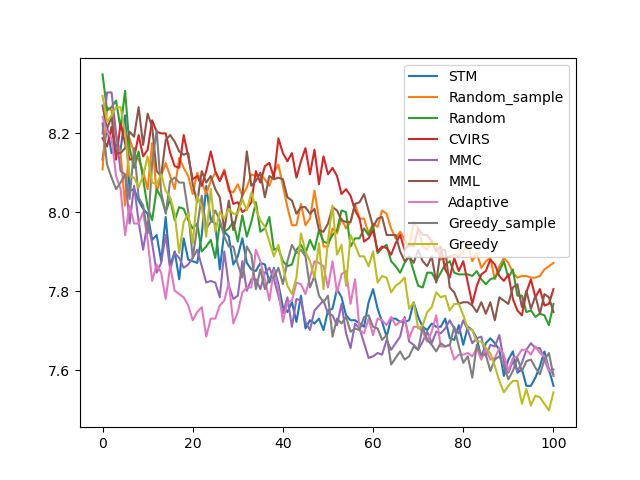 8.2
8.0
7.8
7.6
0
20
40
60
80
100
STM
Random_sample
Random
CVIRS
MMC
MML
Adaptive
Greedy_sample
Greedy